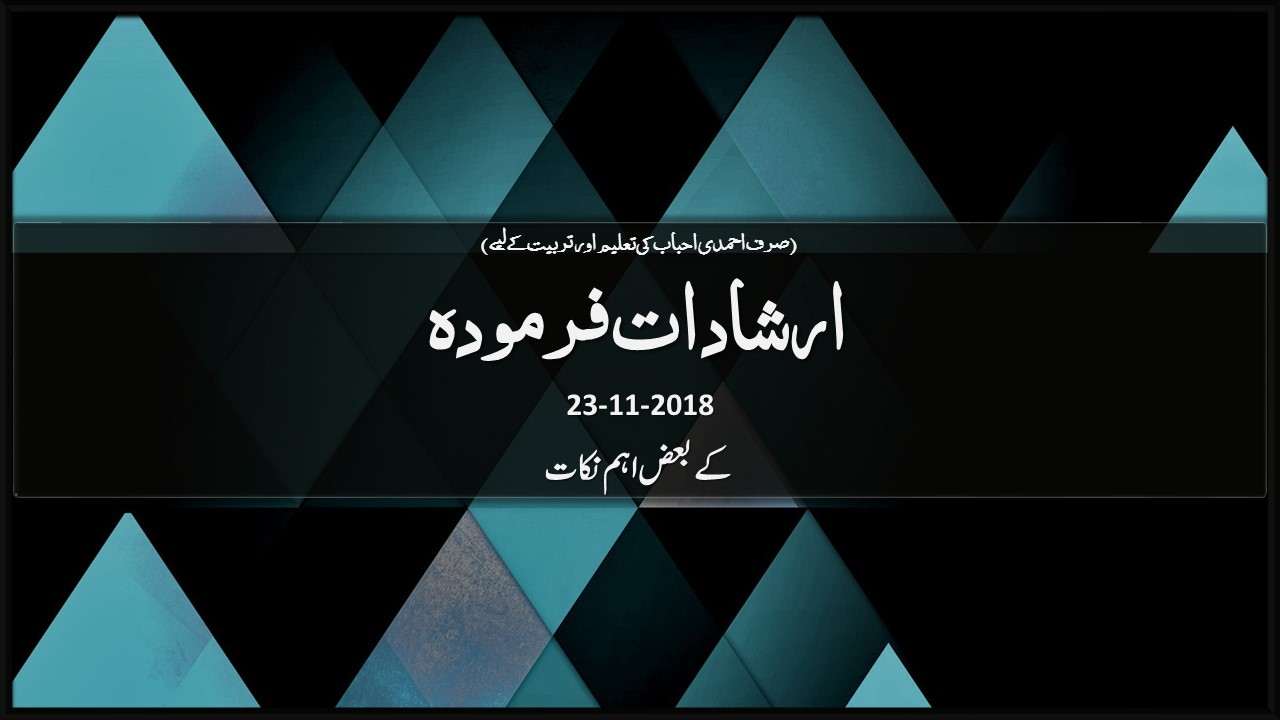 (صرف احمدی احباب کی تعلیم اور تربیت کے لیے)
ارشادات فرمودہ
23-11-2018
کے بعض اہم نکات